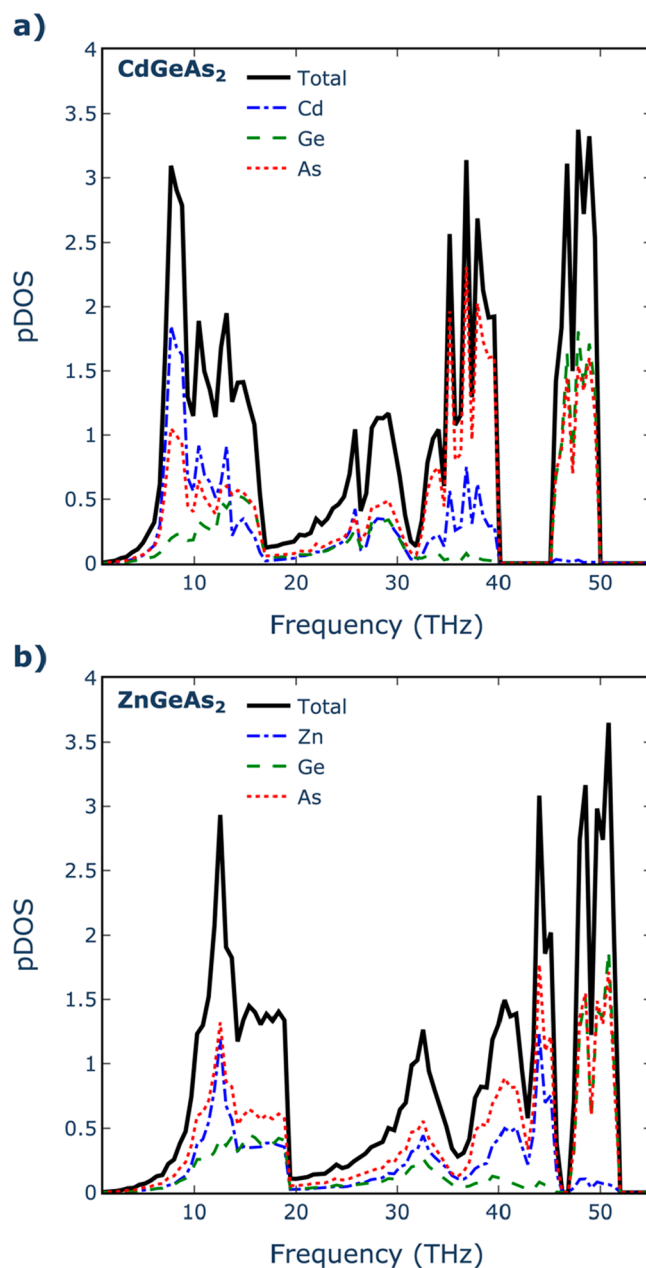 a)
CdGeAs₂
Total
Cd
Ge
As
4
3.5
3
2.5
2
1.5
1
0.5
0
pDOS
10 20 30 40 50
Frequency (THz)
b)
ZnGeAs₂
Total
Zn
Ge
As
4
3.5
3
2.5
2
1.5
1
0.5
0
pDOS
10 20 30 40 50
Frequency (THz)